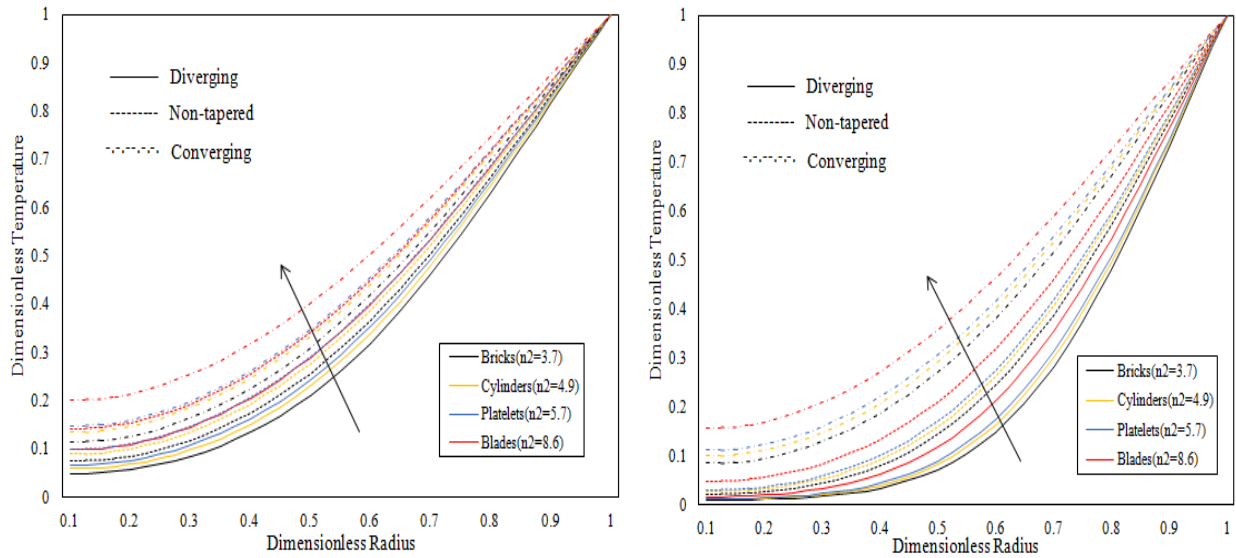 1
0.9
0.8
0.7
0.6
0.5
0.4
0.3
0.2
0.1
0
Dimensionless Temperature
Diverging
Non-tapered
Converging
Bricks(n2=3.7)
Cylinders(n2=4.9)
Platelets(n2=5.7)
Blades(n2=8.6)
0.1 0.2 0.3 0.4 0.5 0.6 0.7 0.8 0.9 1
Dimensionless Radius
1
0.9
0.8
0.7
0.6
0.5
0.4
0.3
0.2
0.1
0
Dimensionless Temperature
Diverging
Non-tapered
Converging
Bricks(n2=3.7)
Cylinders(n2=4.9)
Platelets(n2=5.7)
Blades(n2=8.6)
0.1 0.2 0.3 0.4 0.5 0.6 0.7 0.8 0.9 1
Dimensionless Radius